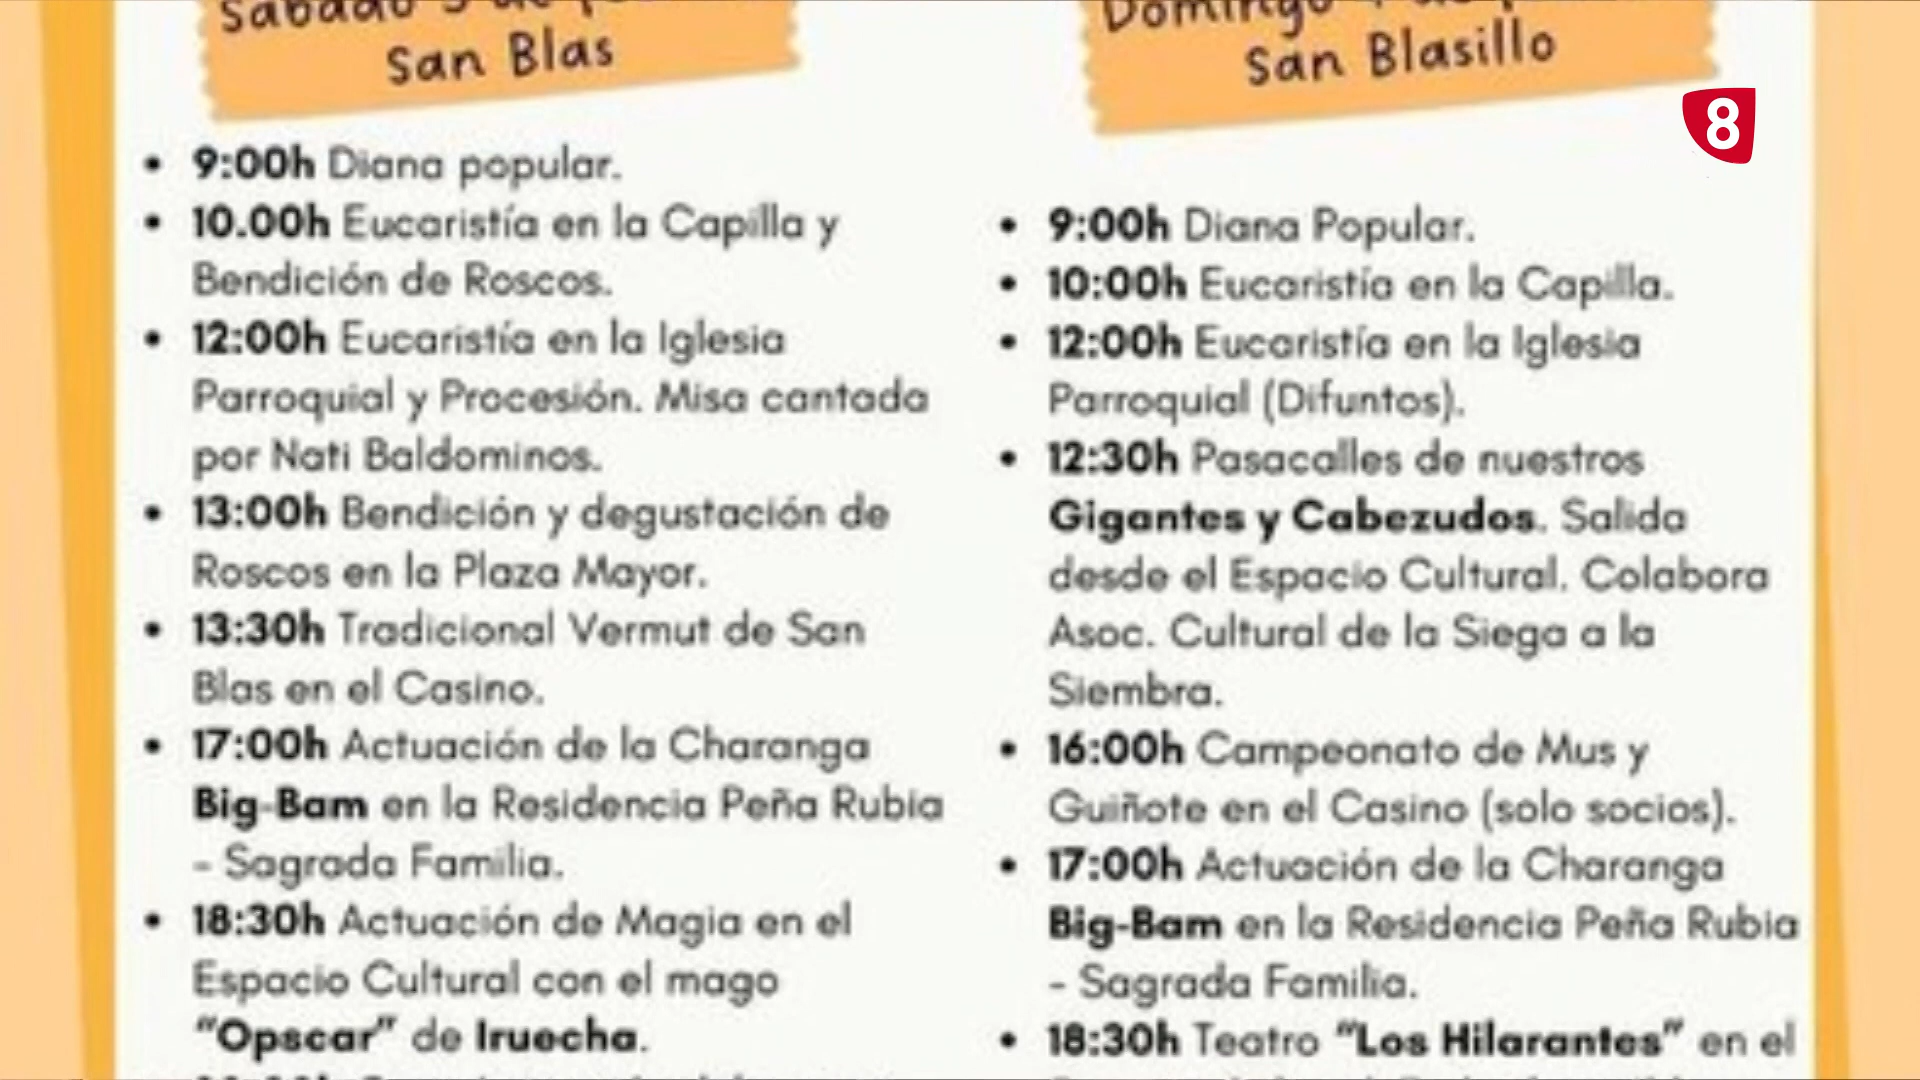 Sábado 3 de
San Blas
• 9:00h Diana popular.
• 10.00h Eucaristía en la Capilla y
Bendición de Roscos.
• 12:00h Eucaristía en la Iglesia
Parroquial y Procesión. Misa cantada
por Nati Baldominos.
• 13:00h Bendición y degustación de
Roscos en la Plaza Mayor.
• 13:30h Tradicional Vermut de San
Blas en el Casino.
• 17:00h Actuación de la Charanga
Big-Bam en la Residencia Peña Rubia
- Sagrada Familia.
• 18:30h Actuación de Magia en el
Espacio Cultural con el mago
"Opscar" de Iruecha.
Domingo 4 de
San Blasillo
8
• 9:00h Diana Popular.
• 10:00h Eucaristía en la Capilla.
• 12:00h Eucaristía en la Iglesia
Parroquial (Difuntos).
• 12:30h Pasacalles de nuestros
Gigantes y Cabezudos. Salida
desde el Espacio Cultural. Colabora
Asoc. Cultural de la Siega a la
Siembra.
• 16:00h Campeonato de Mus y
Guiñote en el Casino (solo socios).
• 17:00h Actuación de la Charanga
Big-Bam en la Residencia Peña Rubia
- Sagrada Familia.
• 18:30h Teatro "Los Hilarantes" en el